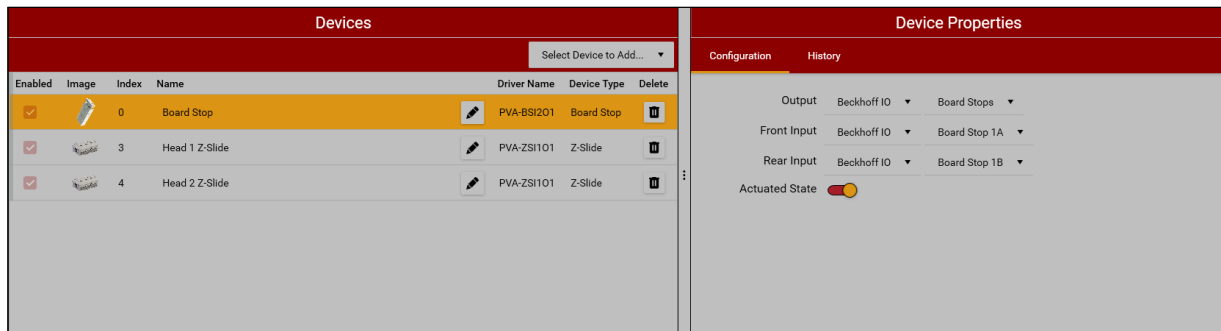 Devices
Select Device to Add...
Enabled Image Index Name Driver Name Device Type Delete
0 Board Stop PVA-BSI2O1 Board Stop
3 Head 1 Z-Slide PVA-ZSI1O1 Z-Slide
4 Head 2 Z-Slide PVA-ZSI1O1 Z-Slide
Device Properties
Configuration History
Output Beckhoff IO Board Stops
Front Input Beckhoff IO Board Stop 1A
Rear Input Beckhoff IO Board Stop 1B
Actuated State